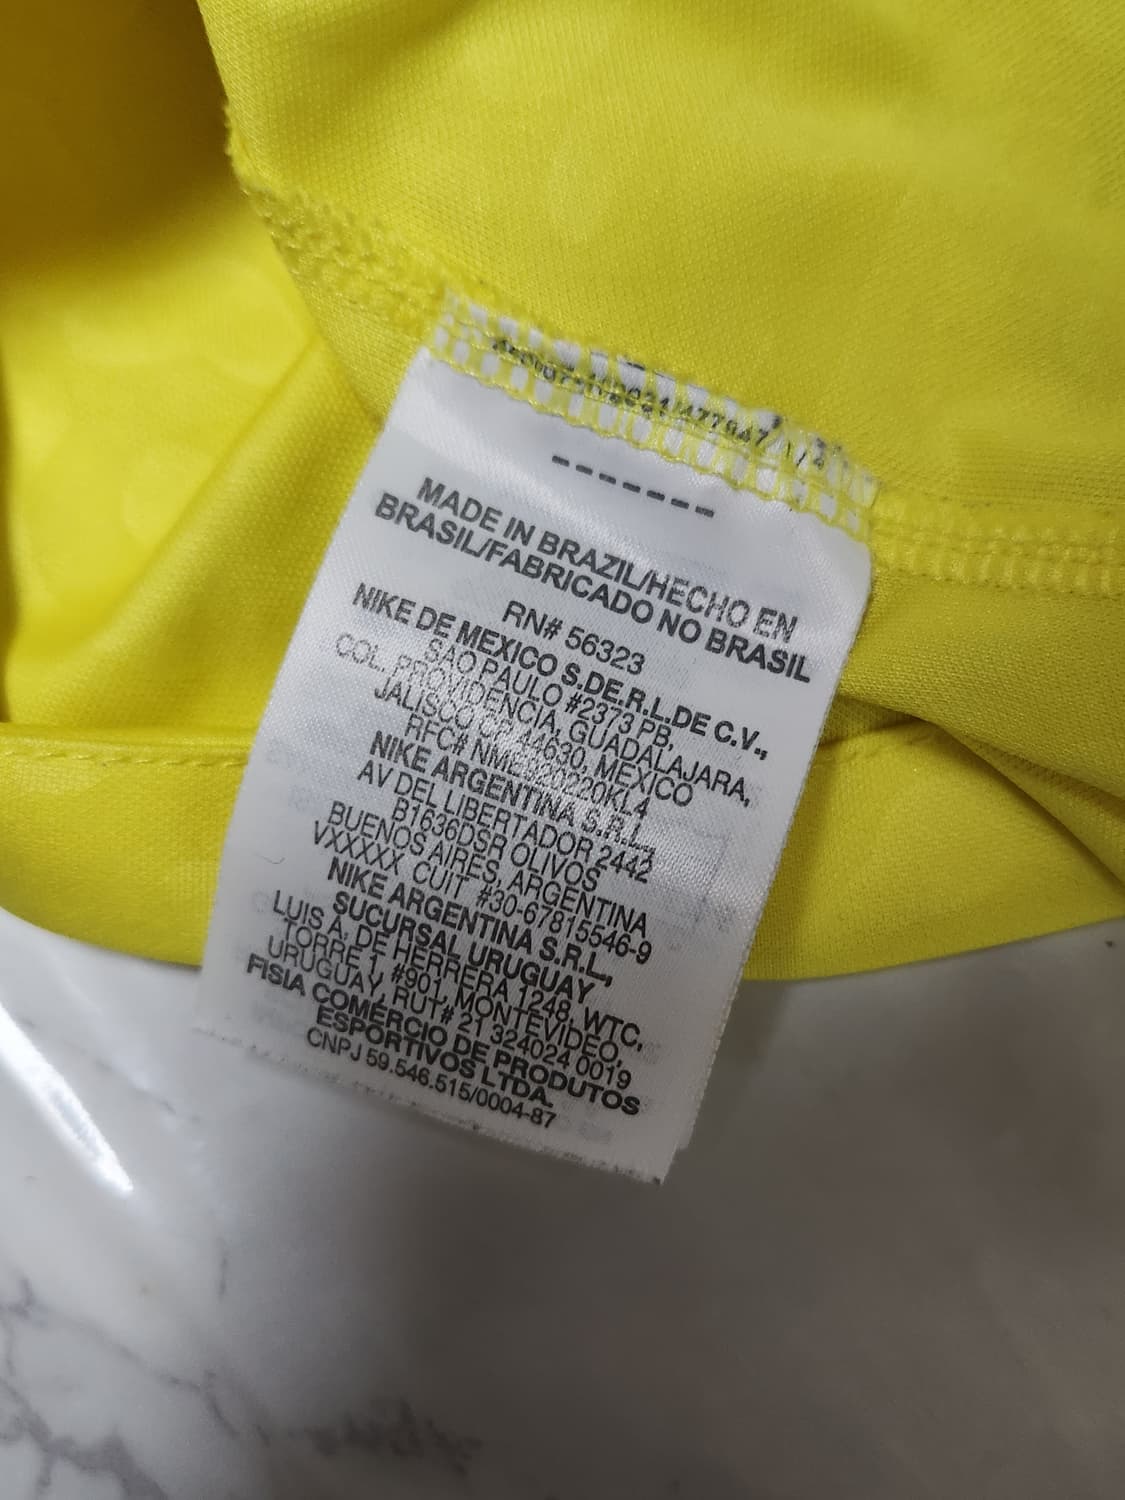 -------
MADE IN BRAZIL/HECHO EN
BRASIL/FABRICADO NO BRASIL
RN# 56323
NIKE DE MEXICO S.DE.R.L.DE C.V.,
SAO PAULO #2373 PB,
COL. PROVIDENCIA, GUADALAJARA,
JALISCO CP 44630, MEXICO
RFC#
NIKE ARGENTINA S.R.L.,
AV DEL LIBERTADOR 2442
B1636DSR OLIVOS
BUENOS AIRES, ARGENTINA
VXXXXX CUIT #30-67815546-9
NIKE ARGENTINA S.R.L.,
SUCURSAL URUGUAY
LUIS A. DE HERRERA 1248, WTC,
TORRE 1, #901, MONTEVIDEO,
URUGUAY, RUT# 21 324024 0019
FISIA COMÉRCIO DE PRODUTOS
ESPORTIVOS LTDA.
CNPJ 59.546.515/0004-87